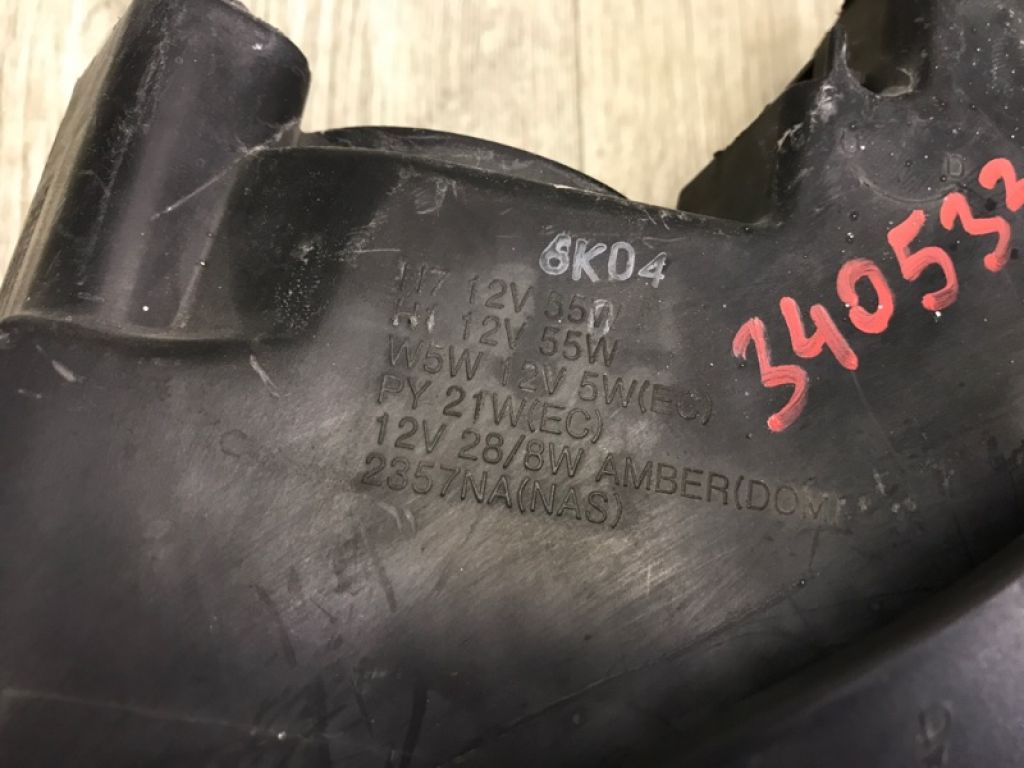 6KD4
H7 12V 55W
H1 12V 55W
W5W 12V 5W(EC)
PY 21W(EC)
12V 28/8W AMBER(DOM
2357NA(NAS)
340532